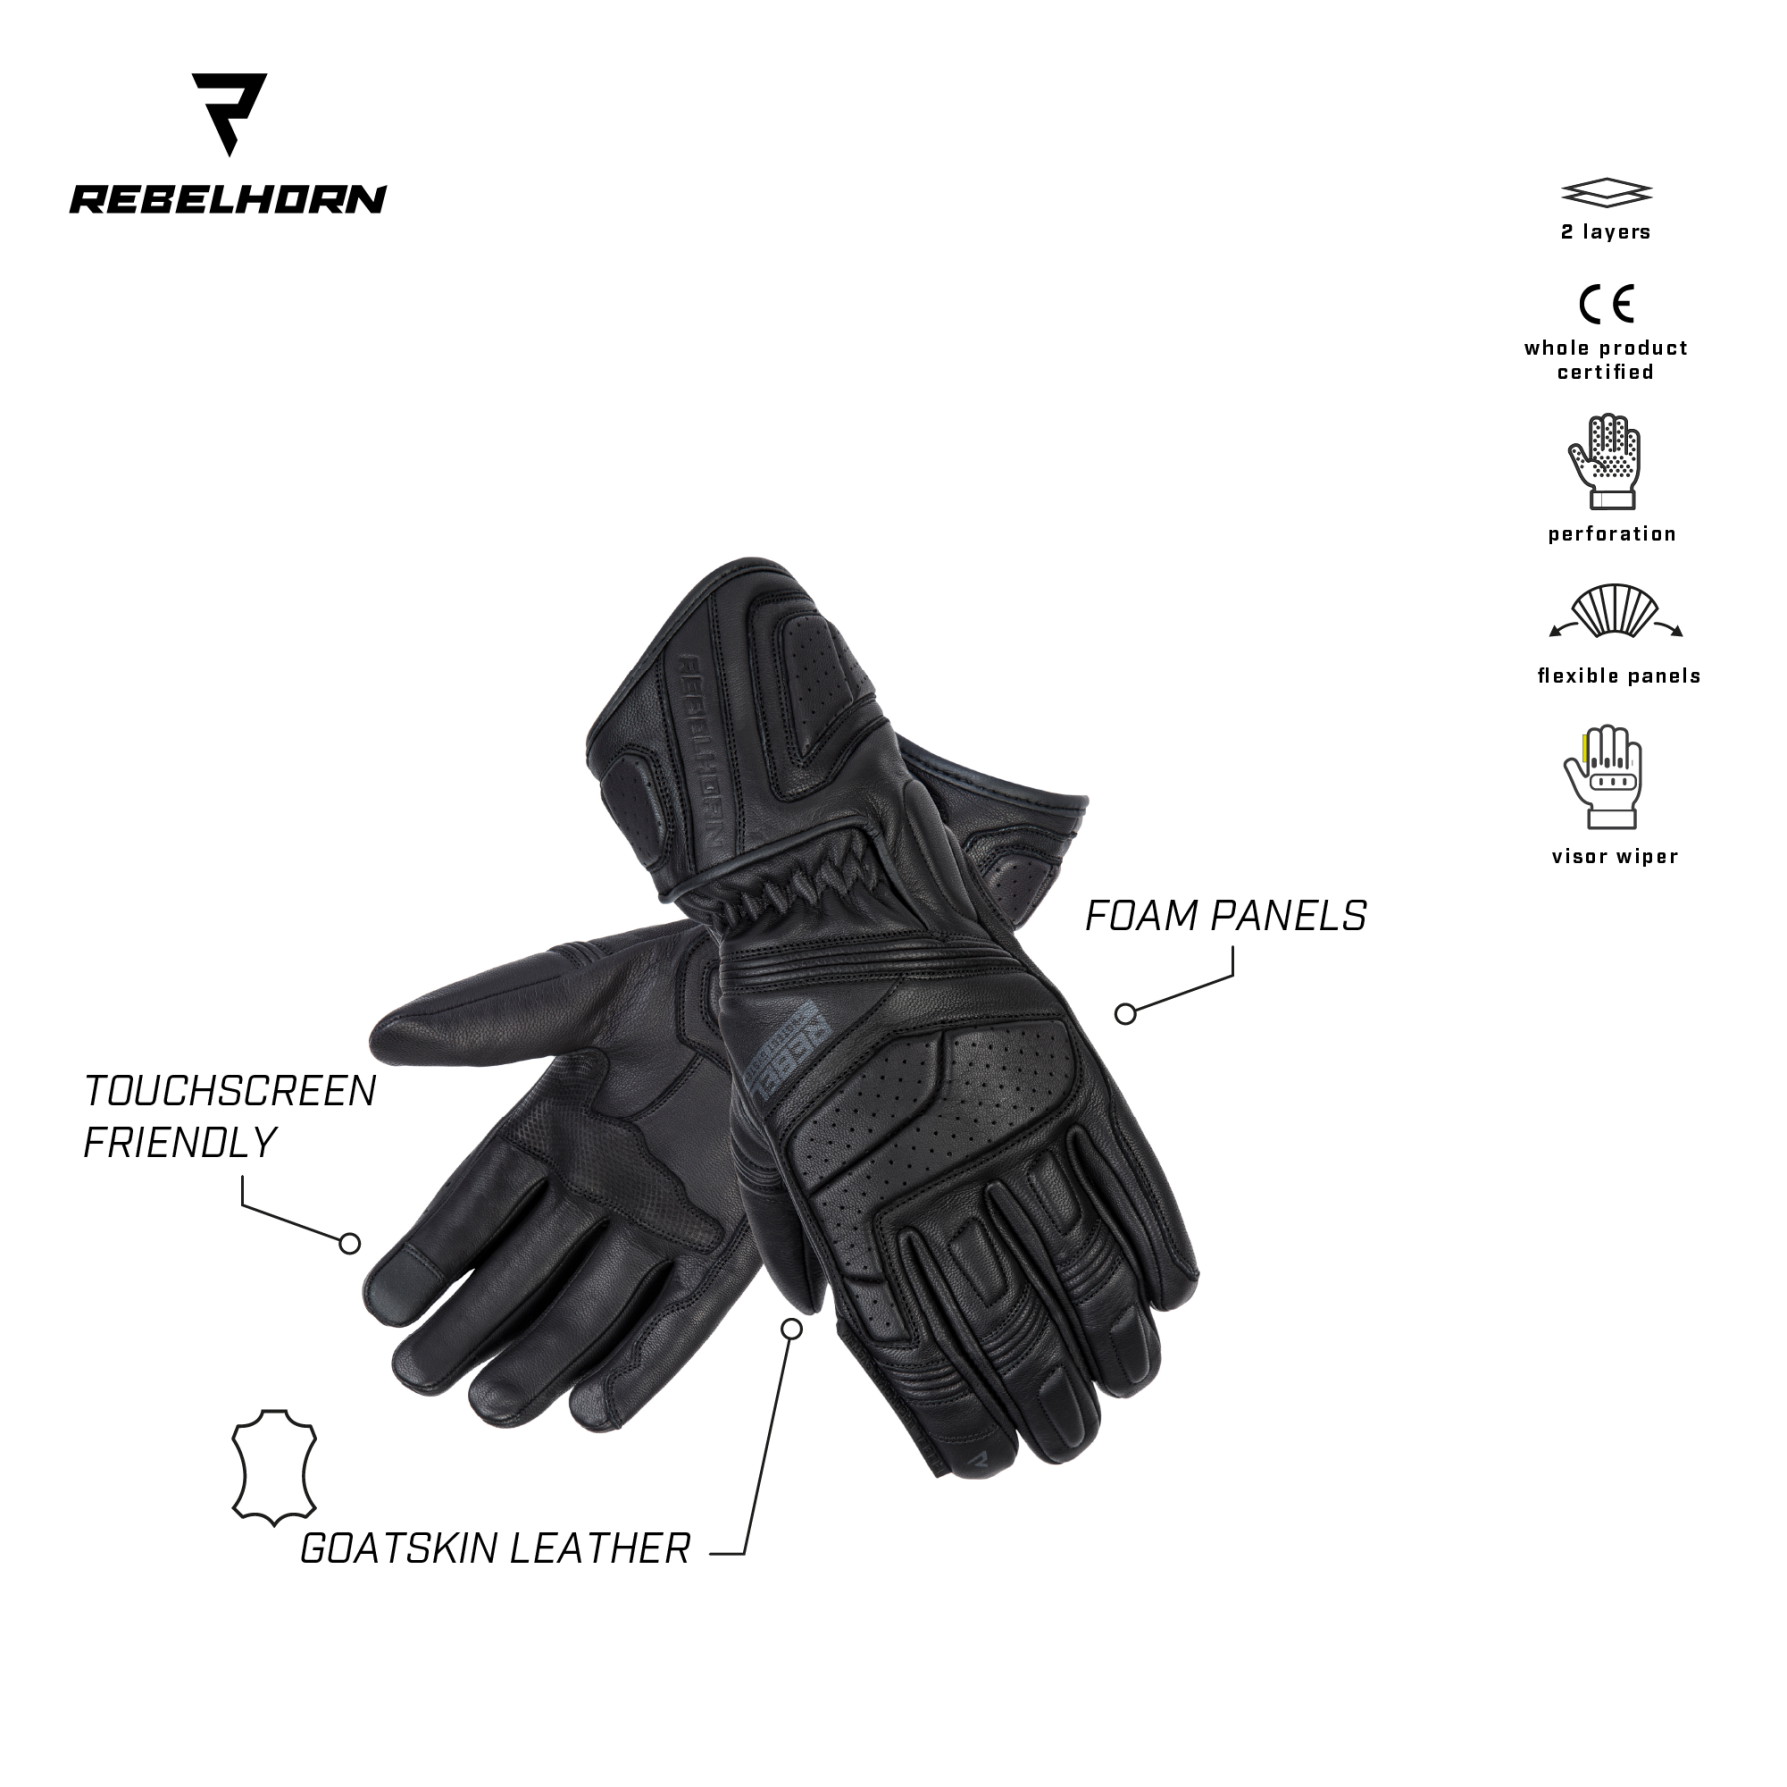 REBELHORN
2 layers
CE
whole product
certified
perforation
flexible panels
visor wiper
REBELHORN
FOAM PANELS
REBEL
TOUCHSCREEN
FRIENDLY
GOATSKIN LEATHER